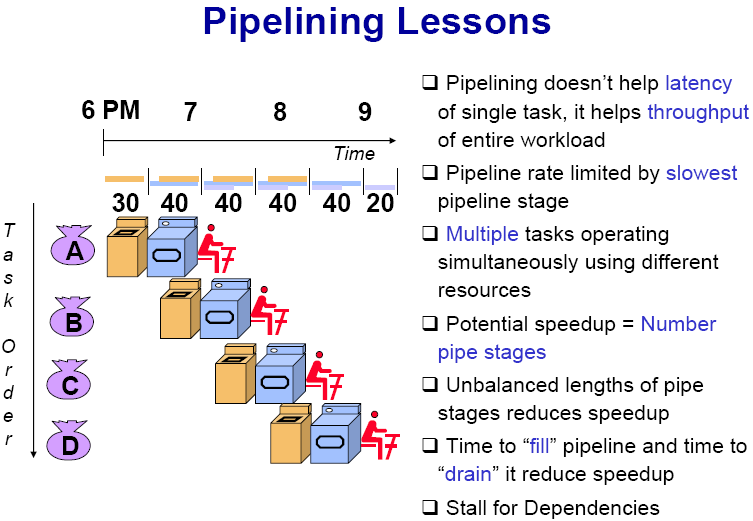 Pipelining Lessons
6 PM 7 8 9
Time
30 40 40 40 40 20
Task Order
A
B
C
D
❑ Pipelining doesn’t help latency
of single task, it helps throughput
of entire workload
❑ Pipeline rate limited by slowest
pipeline stage
❑ Multiple tasks operating
simultaneously using different
resources
❑ Potential speedup = Number
pipe stages
❑ Unbalanced lengths of pipe
stages reduces speedup
❑ Time to “fill” pipeline and time to
“drain” it reduce speedup
❑ Stall for Dependencies